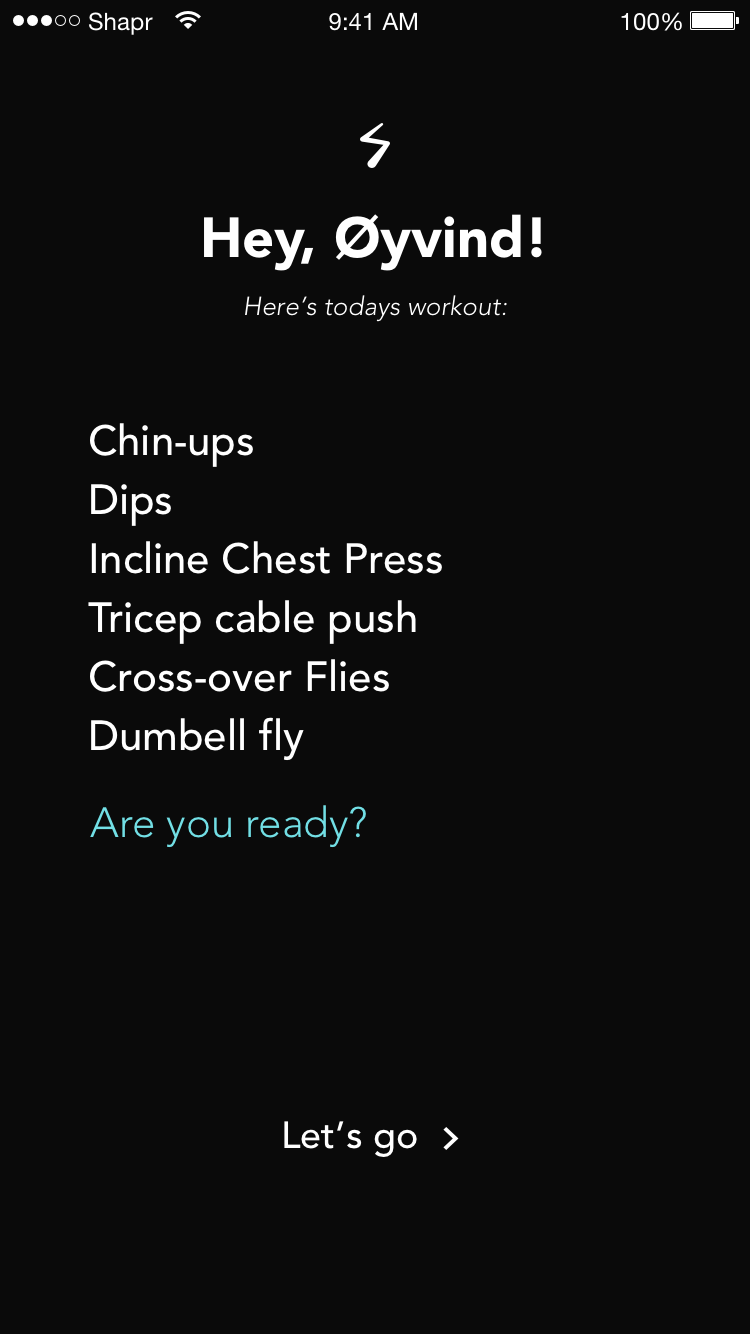 Shapr 9:41 AM 100%
Hey, Øyvind!
Here’s todays workout:
Chin-ups
Dips
Incline Chest Press
Tricep cable push
Cross-over Flies
Dumbell fly
Are you ready?
Let’s go >